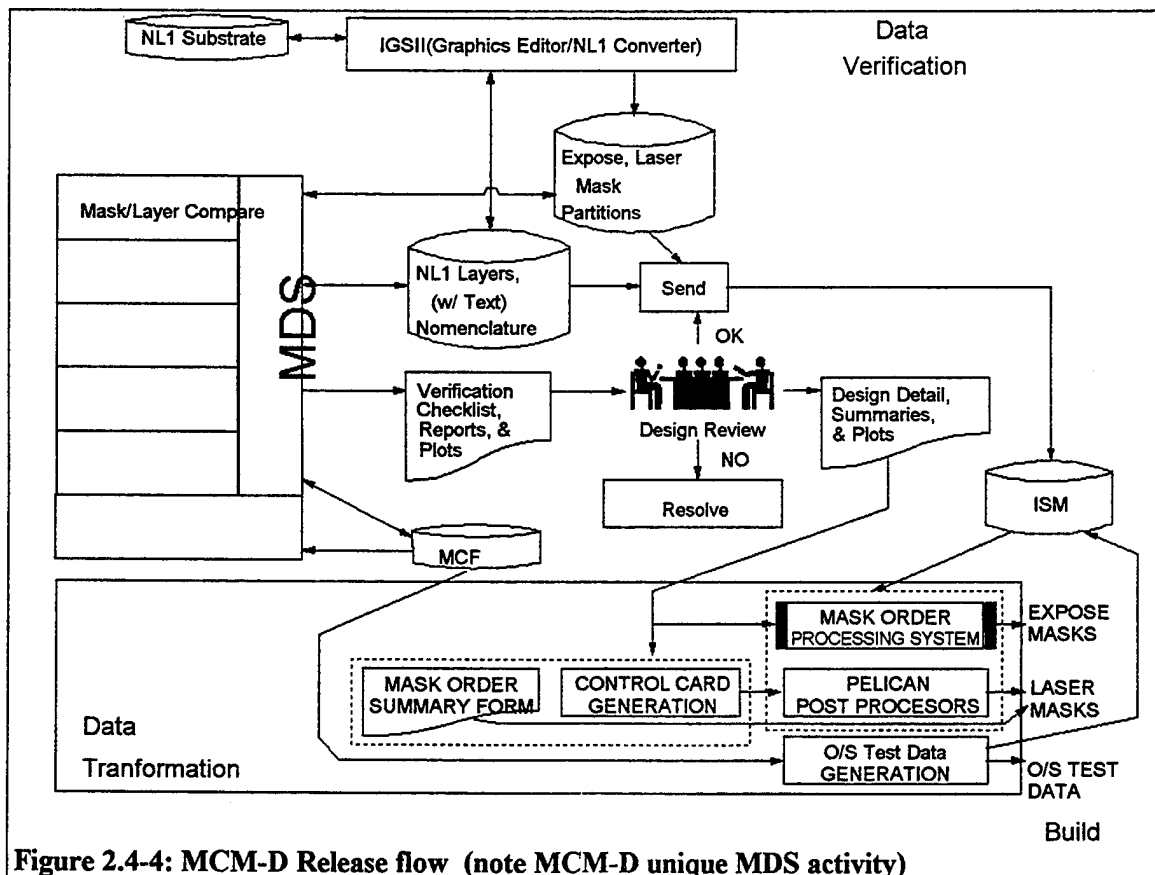 NL1 Substrate
IGSII(Graphics Editor/NL1 Converter)
Data
Verification
Expose, Laser
Mask
Partitions
Mask/Layer Compare
MDS
NL1 Layers,
(w/ Text)
Nomenclature
Send
OK
Verification
Checklist,
Reports, &
Plots
Design Review
NO
Design Detail,
Summaries,
& Plots
Resolve
ISM
MCF
MASK ORDER
PROCESSING SYSTEM
EXPOSE
MASKS
MASK ORDER
SUMMARY FORM
CONTROL CARD
GENERATION
PELICAN
POST PROCESORS
LASER
MASKS
Data
Tranformation
O/S Test Data
GENERATION
O/S TEST
DATA
Build
Figure 2.4-4: MCM-D Release flow (note MCM-D unique MDS activity)